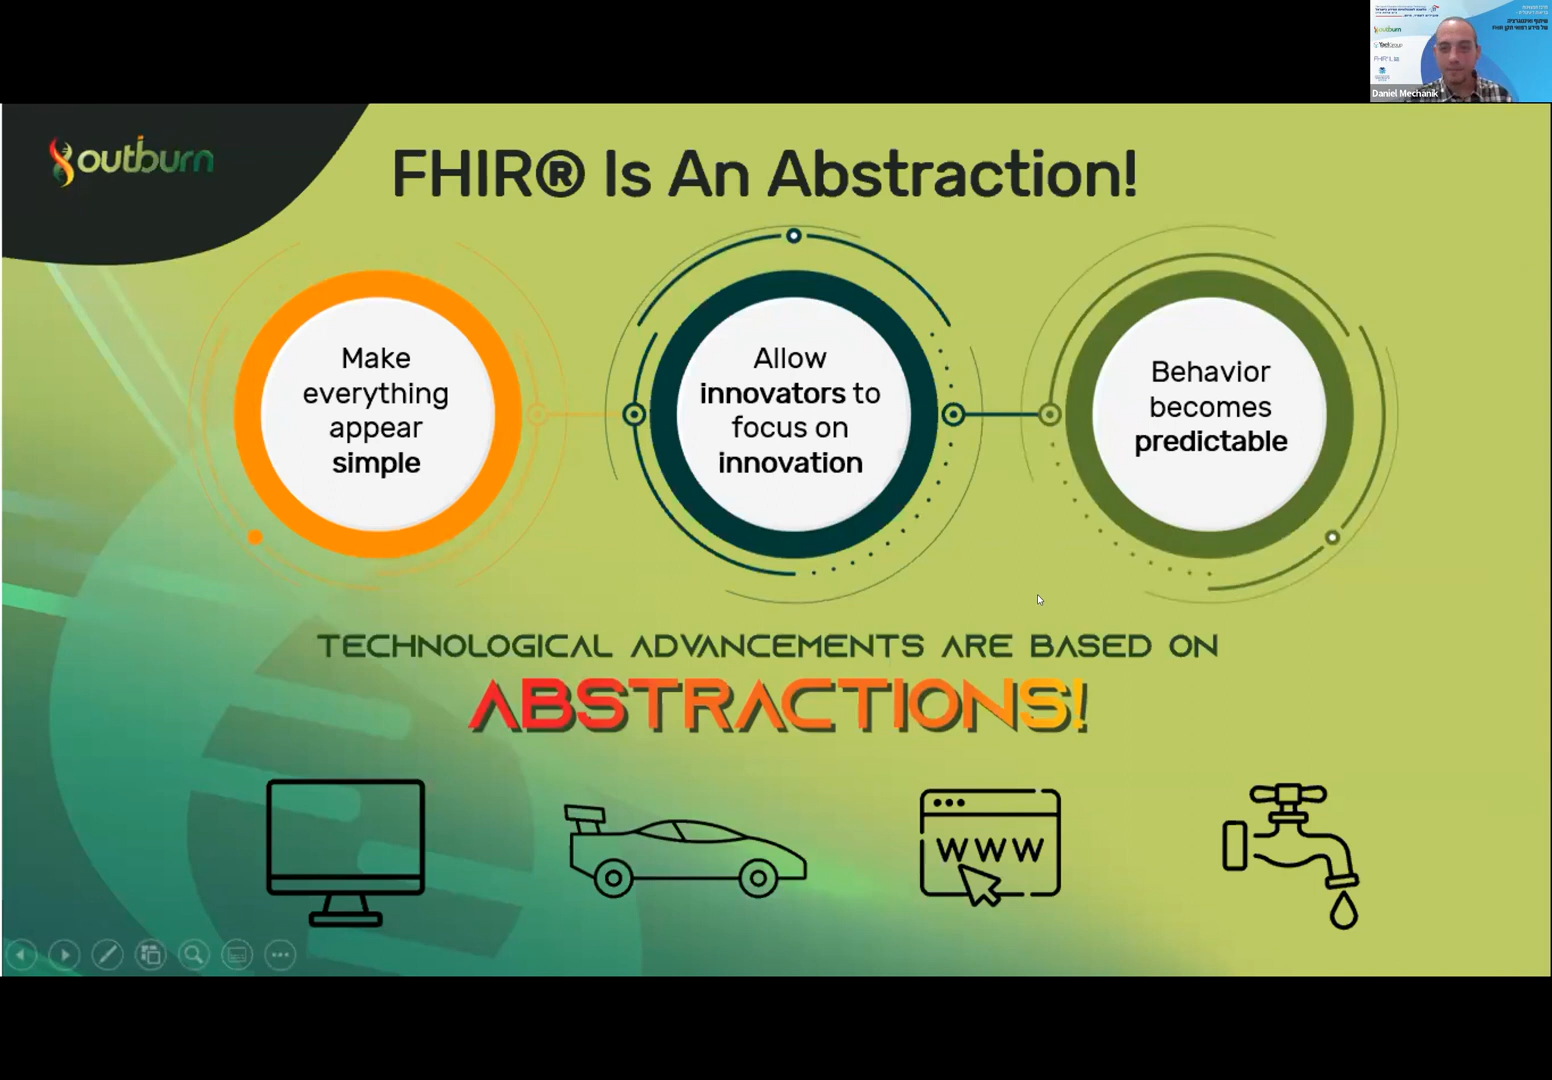 outburn
FHIR® Is An Abstraction!
Make
everything
appear
simple
Allow
innovators to
focus on
innovation
Behavior
becomes
predictable
TECHNOLOGICAL ADVANCEMENTS ARE BASED ON
ABSTRACTIONS!
WWW
outburn
Daniel Mechanik